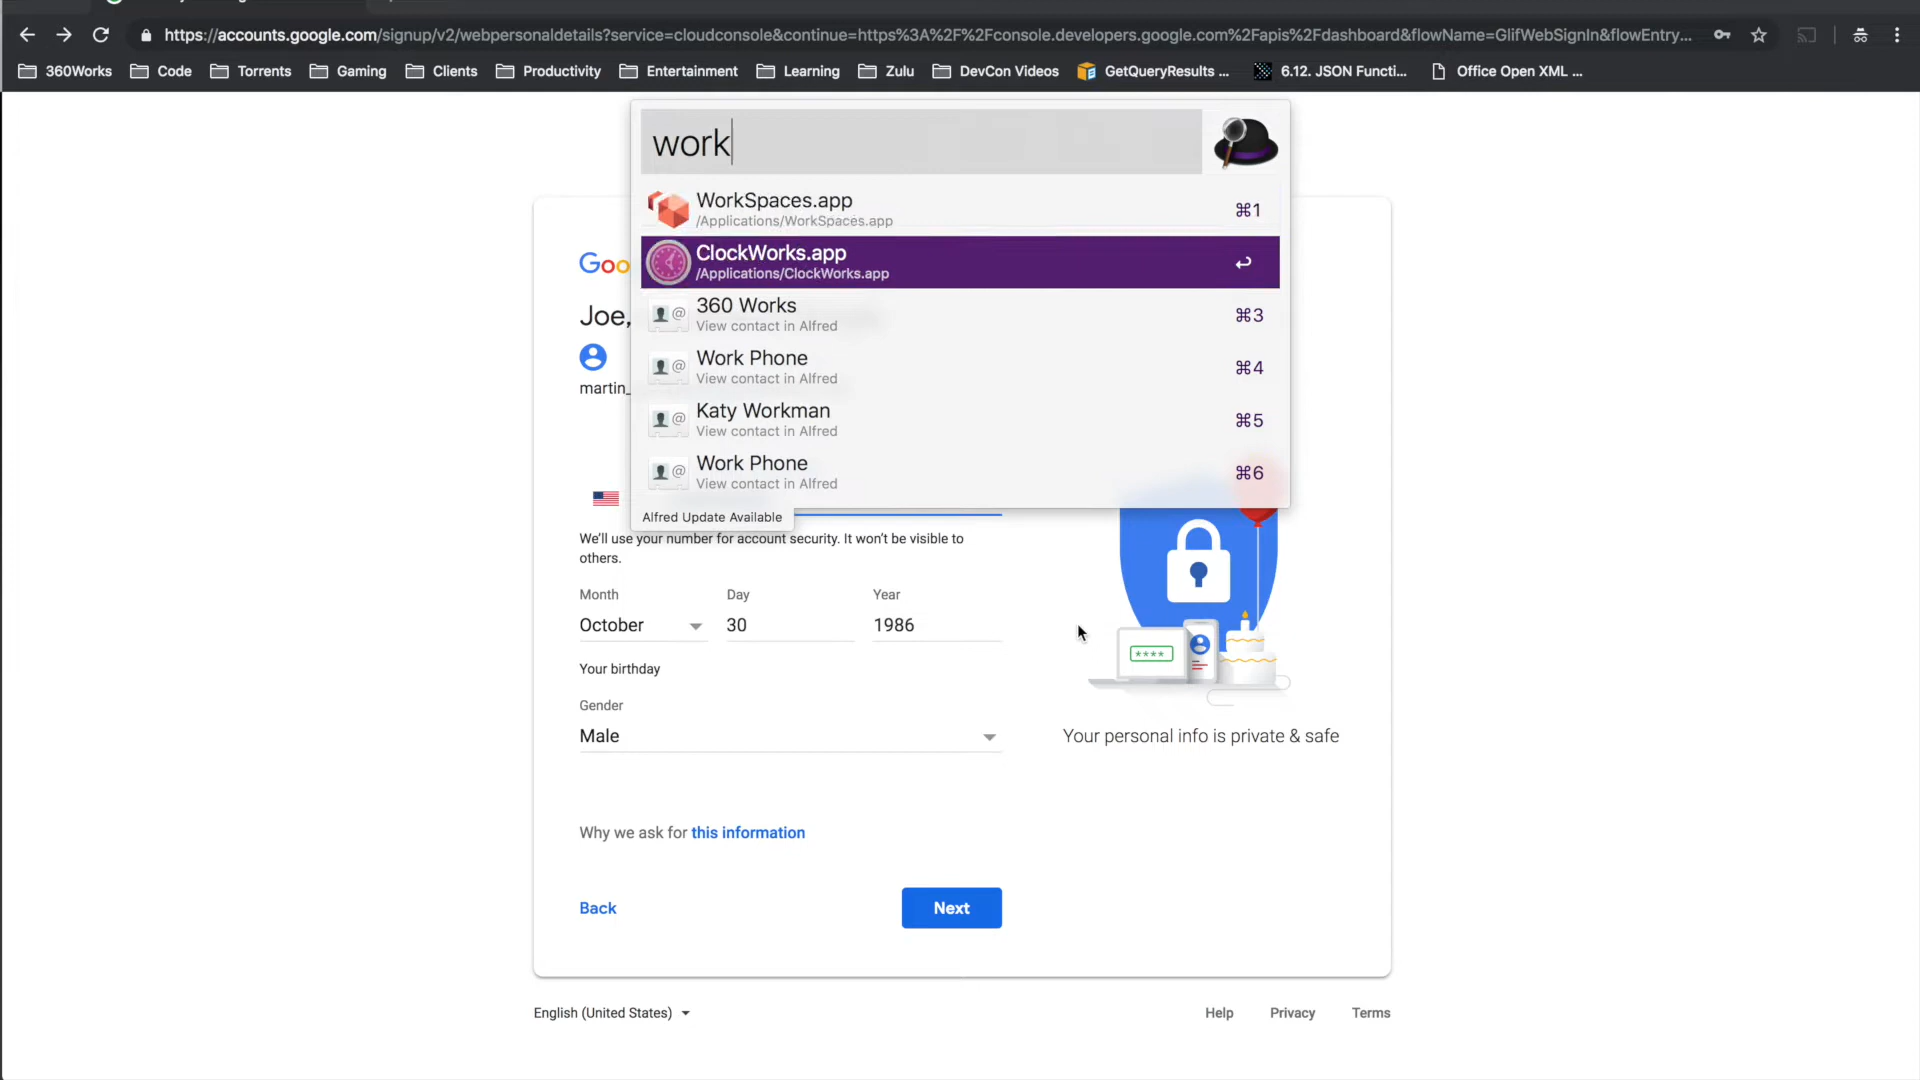 https://accounts.google.com/signup/v2/webpersonaldetails?service=cloudconsole&continue=https%3A%2F%2Fconsole.developers.google.com%2Fapis%2Fdashboard&flowName=GlifWebSignIn&flowEntry...
360Works Code Torrents Gaming Clients Productivity Entertainment Learning Zulu DevCon Videos GetQueryResults ... 6.12. JSON Functi... Office Open XML ...
work
WorkSpaces.app
/Applications/WorkSpaces.app
⌘1
ClockWorks.app
/Applications/ClockWorks.app
↩
360 Works
View contact in Alfred
⌘3
Work Phone
View contact in Alfred
⌘4
Katy Workman
View contact in Alfred
⌘5
Work Phone
View contact in Alfred
⌘6
Alfred Update Available
Goo
Joe,
martin_
We'll use your number for account security. It won't be visible to
others.
Month Day Year
October 30 1986
Your birthday
Gender
Male
****
Your personal info is private & safe
Why we ask for this information
Back Next
English (United States) Help Privacy Terms